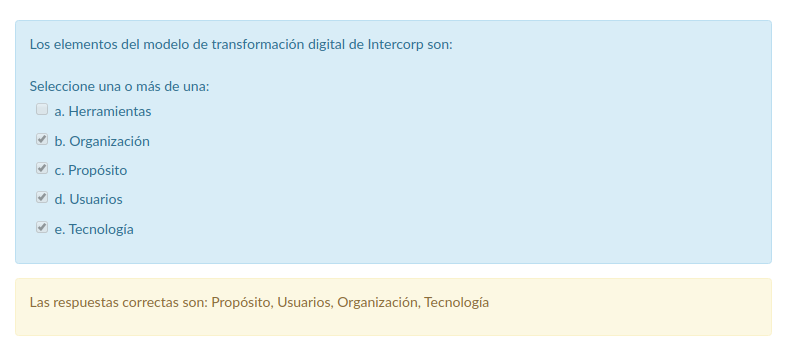 Los elementos del modelo de transformación digital de Intercorp son:
Seleccione una o más de una:
a. Herramientas
b. Organización
c. Propósito
d. Usuarios
e. Tecnología
Las respuestas correctas son: Propósito, Usuarios, Organización, Tecnología